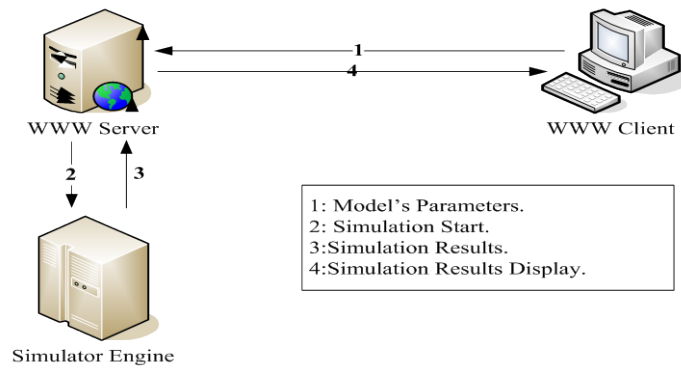 1
4
WWW Server
WWW Client
2
3
1: Model's Parameters.
2: Simulation Start.
3:Simulation Results.
4:Simulation Results Display.
Simulator Engine